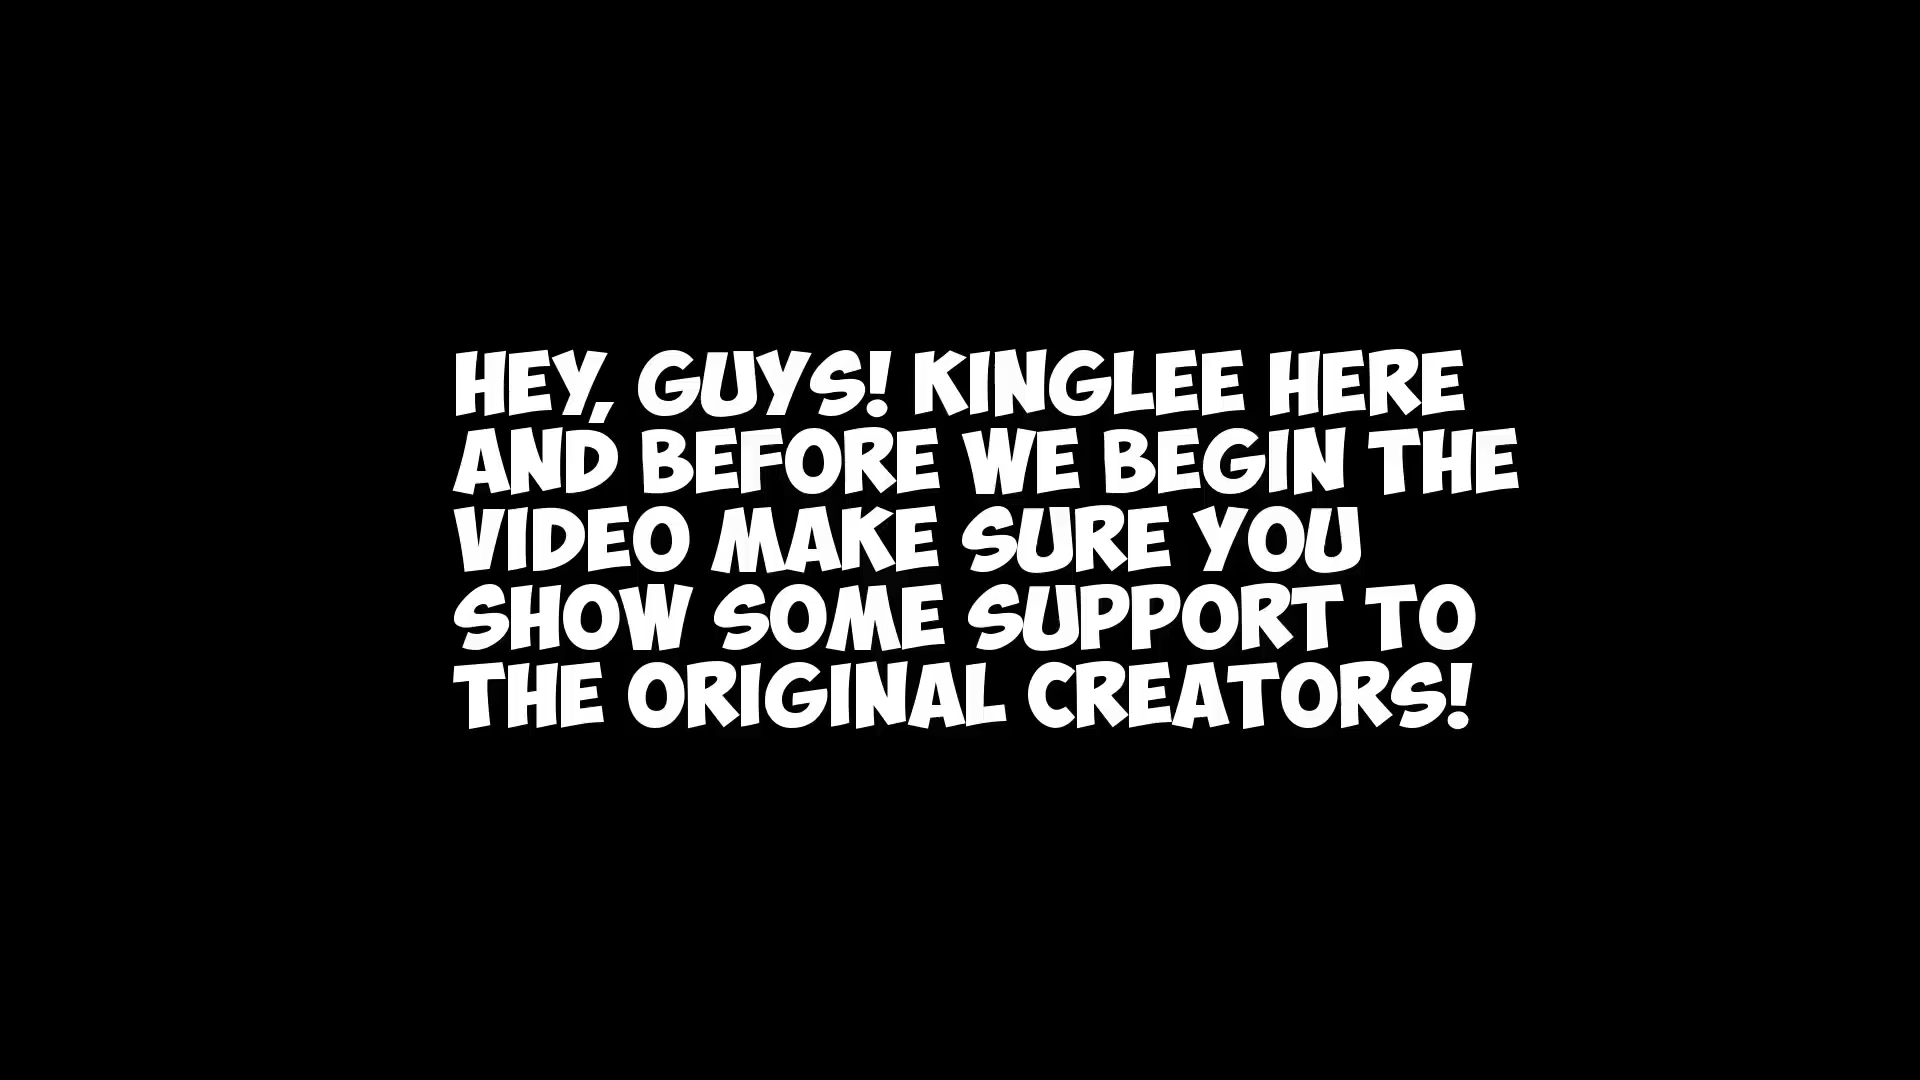 HEY, GUYS! KINGLEE HERE
AND BEFORE WE BEGIN THE
VIDEO MAKE SURE YOU
SHOW SOME SUPPORT TO
THE ORIGINAL CREATORS!